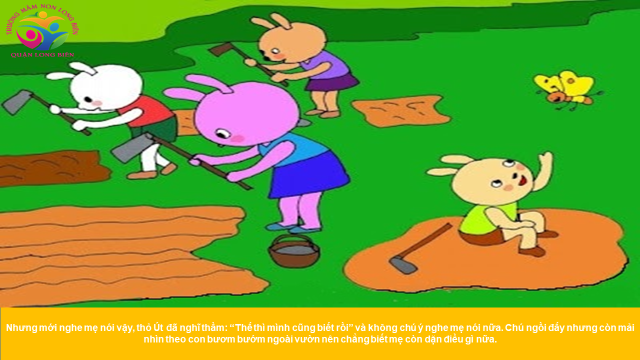 TRƯỜNG MẦM NON LONG BIÊN
QUẬN LONG BIÊN
Nhưng mới nghe mẹ nói vậy, thỏ Út đã nghĩ thầm: “Thế thì mình cũng biết rồi” và không chú ý nghe mẹ nói nữa. Chú ngồi đấy nhưng còn mải
nhìn theo con bươm bướm ngoài vườn nên chẳng biết mẹ còn dặn điều gì nữa.